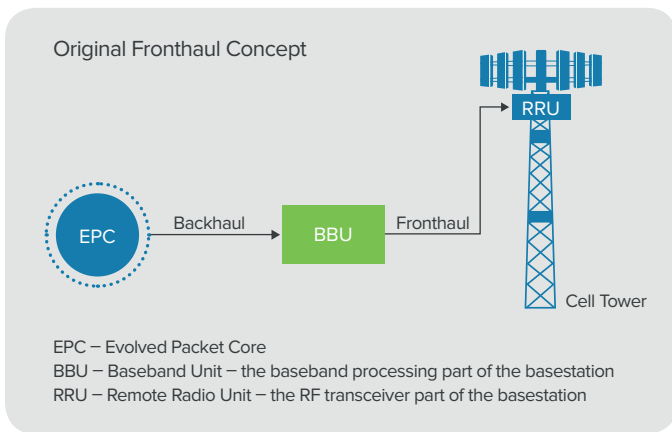 Original Fronthaul Concept
RRU
Backhaul
Fronthaul
EPC
BBU
Cell Tower
EPC – Evolved Packet Core
BBU – Baseband Unit – the baseband processing part of the basestation
RRU – Remote Radio Unit – the RF transceiver part of the basestation